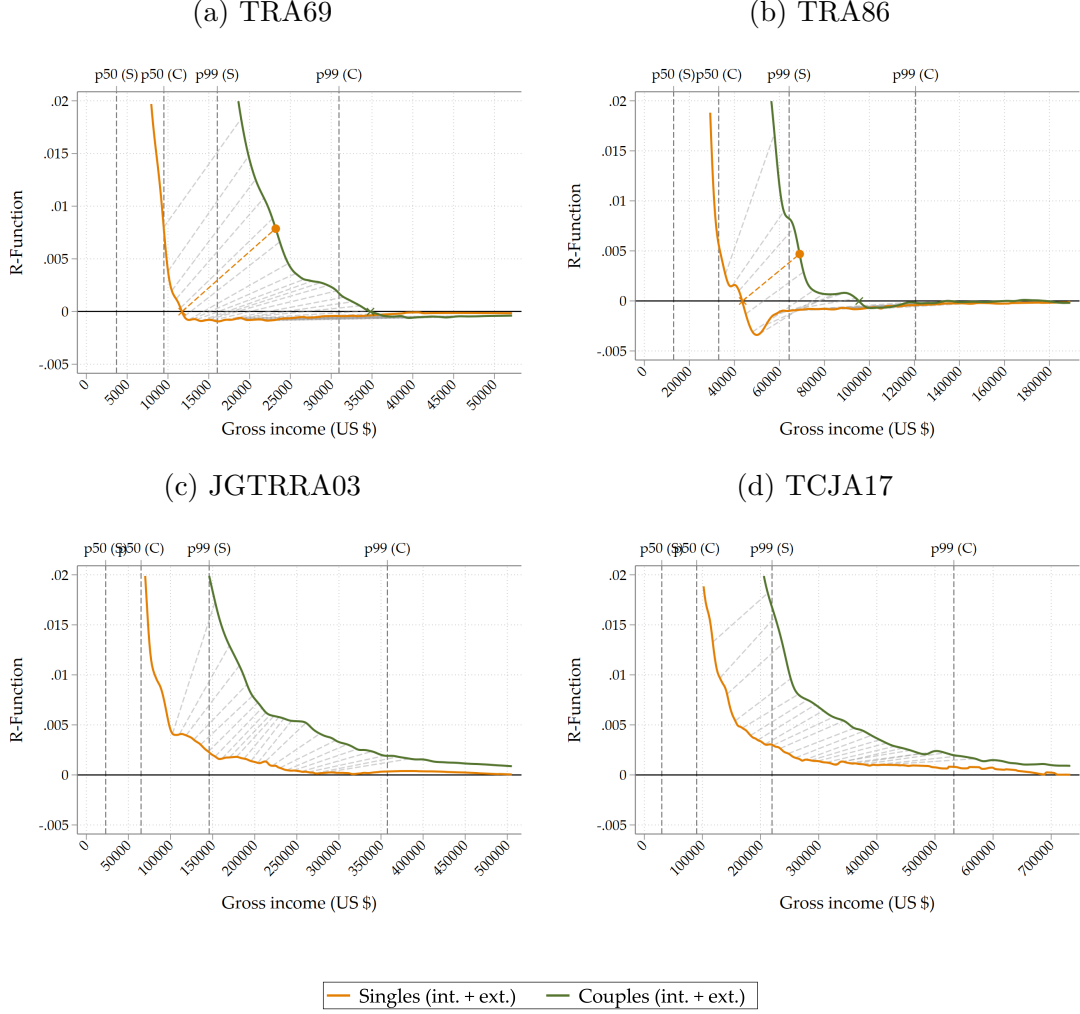 (a) TRA69
p50 (S) p50 (C) p99 (S) p99 (C)
.02
.015
.01
.005
0
-.005
R-Function
0 5000 10000 15000 20000 25000 30000 35000 40000 45000 50000
Gross income (US $)
(b) TRA86
p50 (S) p50 (C) p99 (S) p99 (C)
.02
.015
.01
.005
0
-.005
R-Function
0 20000 40000 60000 80000 100000 120000 140000 160000 180000
Gross income (US $)
(c) JGTRRA03
p50 (S) p50 (C) p99 (S) p99 (C)
.02
.015
.01
.005
0
-.005
R-Function
0 50000 100000 150000 200000 250000 300000 350000 400000 450000 500000
Gross income (US $)
(d) TCJA17
p50 (S) p50 (C) p99 (S) p99 (C)
.02
.015
.01
.005
0
-.005
R-Function
0 100000 200000 300000 400000 500000 600000 700000
Gross income (US $)
Singles (int. + ext.) Couples (int. + ext.)